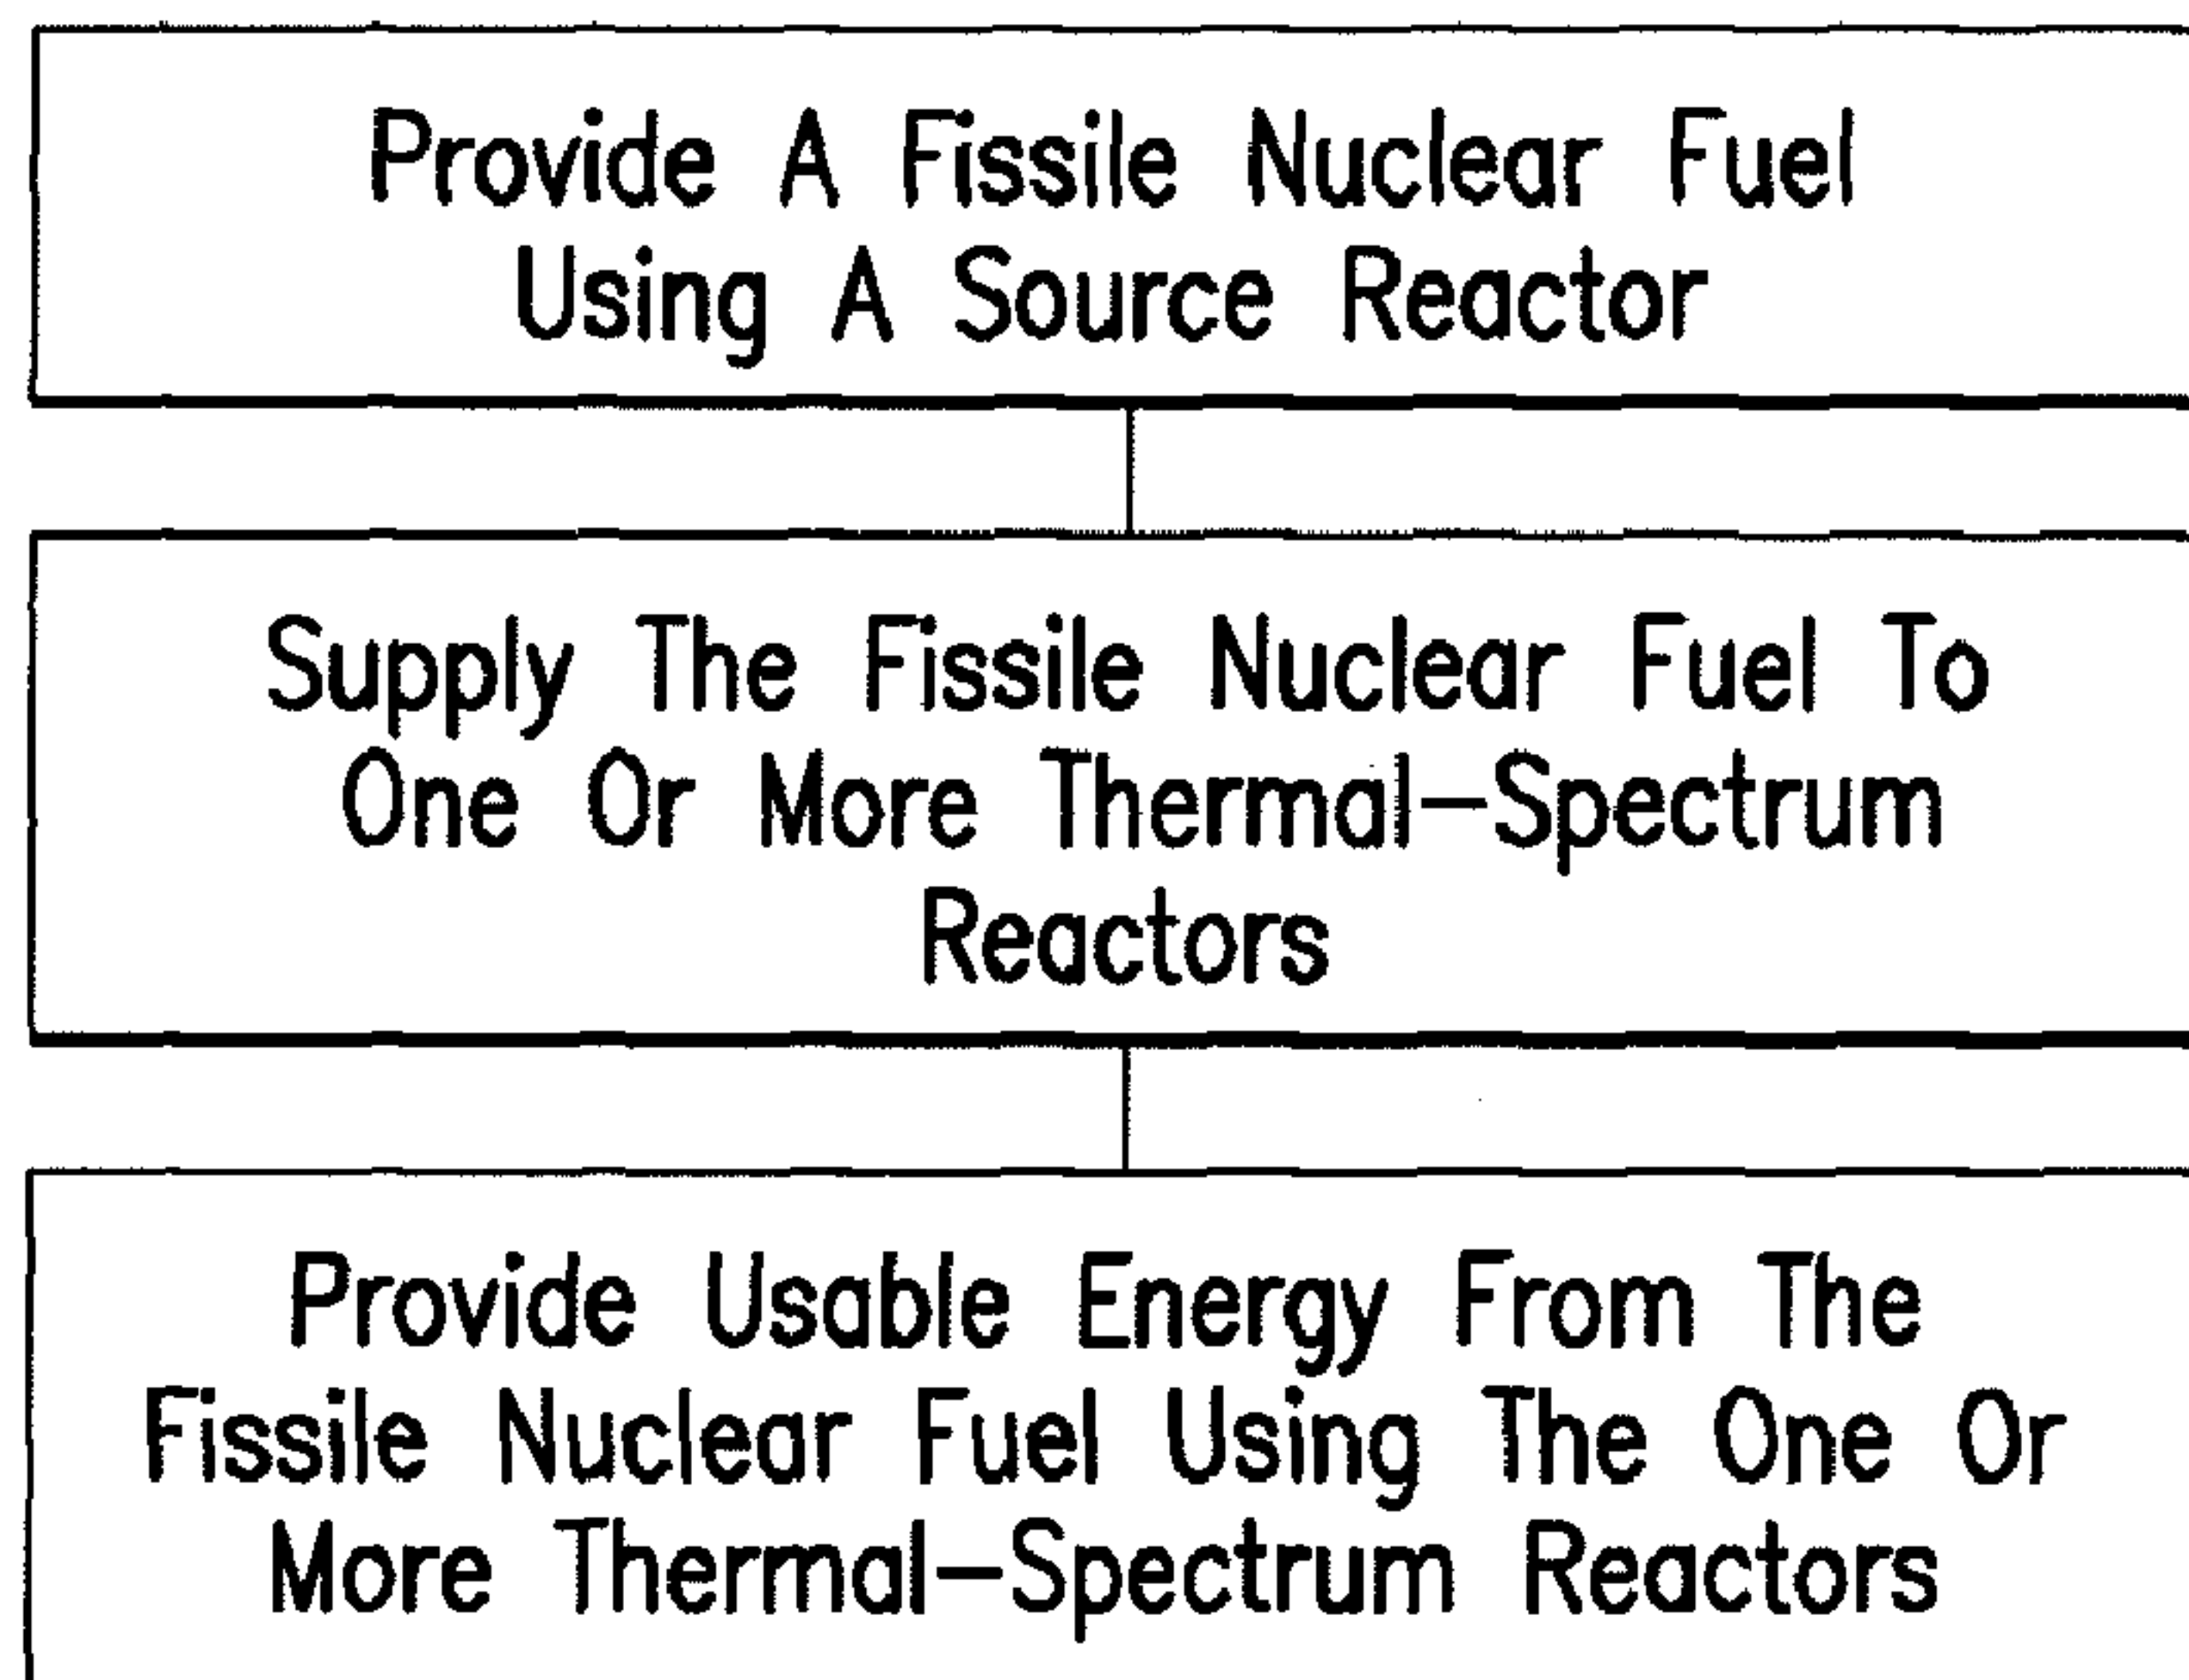 Provide A Fissile Nuclear Fuel
Using A Source Reactor
Supply The Fissile Nuclear Fuel To
One Or More Thermal-Spectrum
Reactors
Provide Usable Energy From The
Fissile Nuclear Fuel Using The One Or
More Thermal-Spectrum Reactors